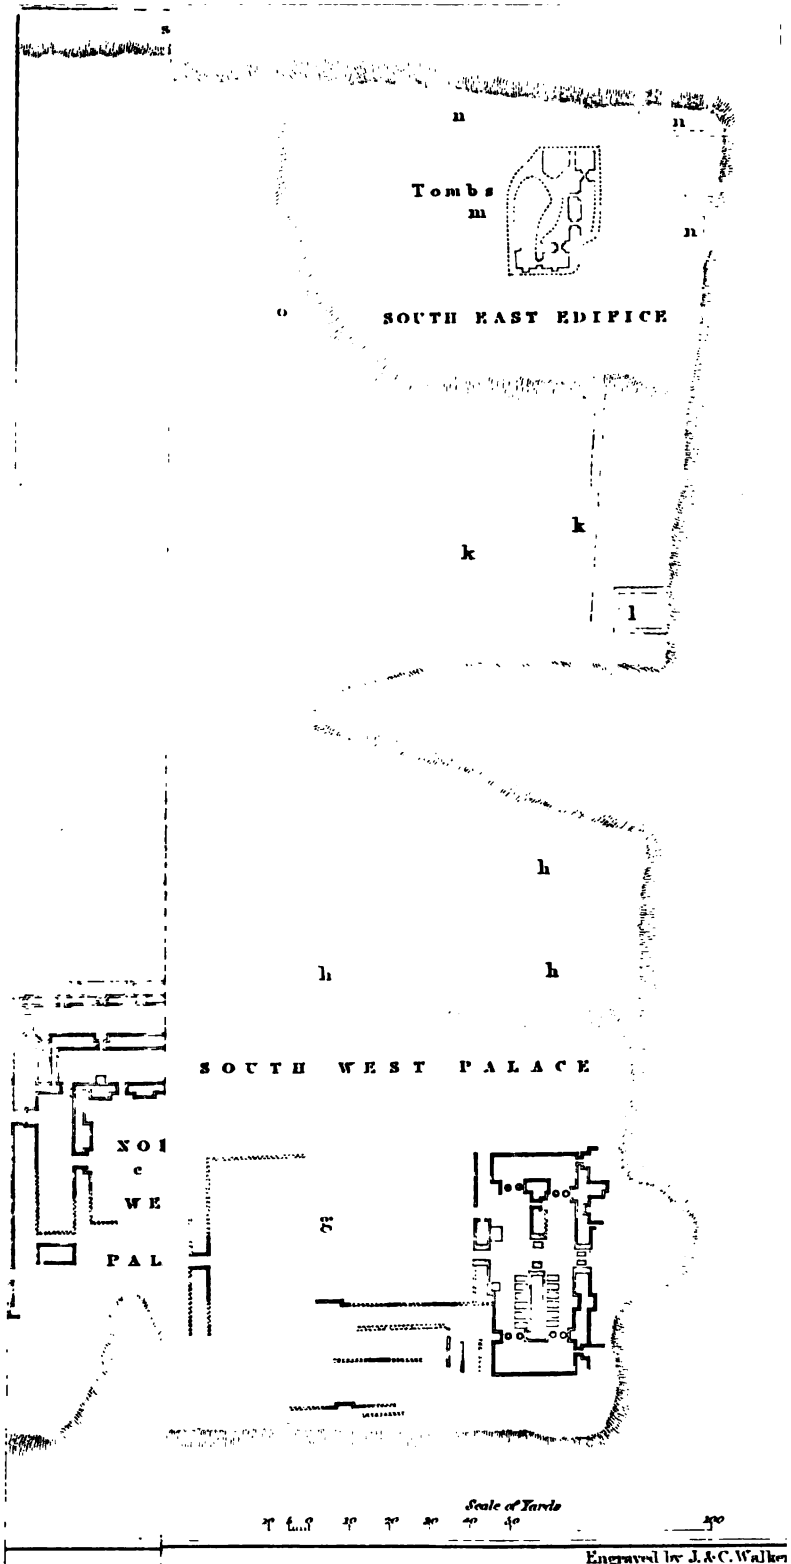 s
n n
Tombs
m
n
o
SOUTH EAST EDIFICE
k
k
l
h
h h
SOUTH WEST PALACE
NO
c
WE
g
PAL
Scale of Yards
Engraved by J. & C. Walker